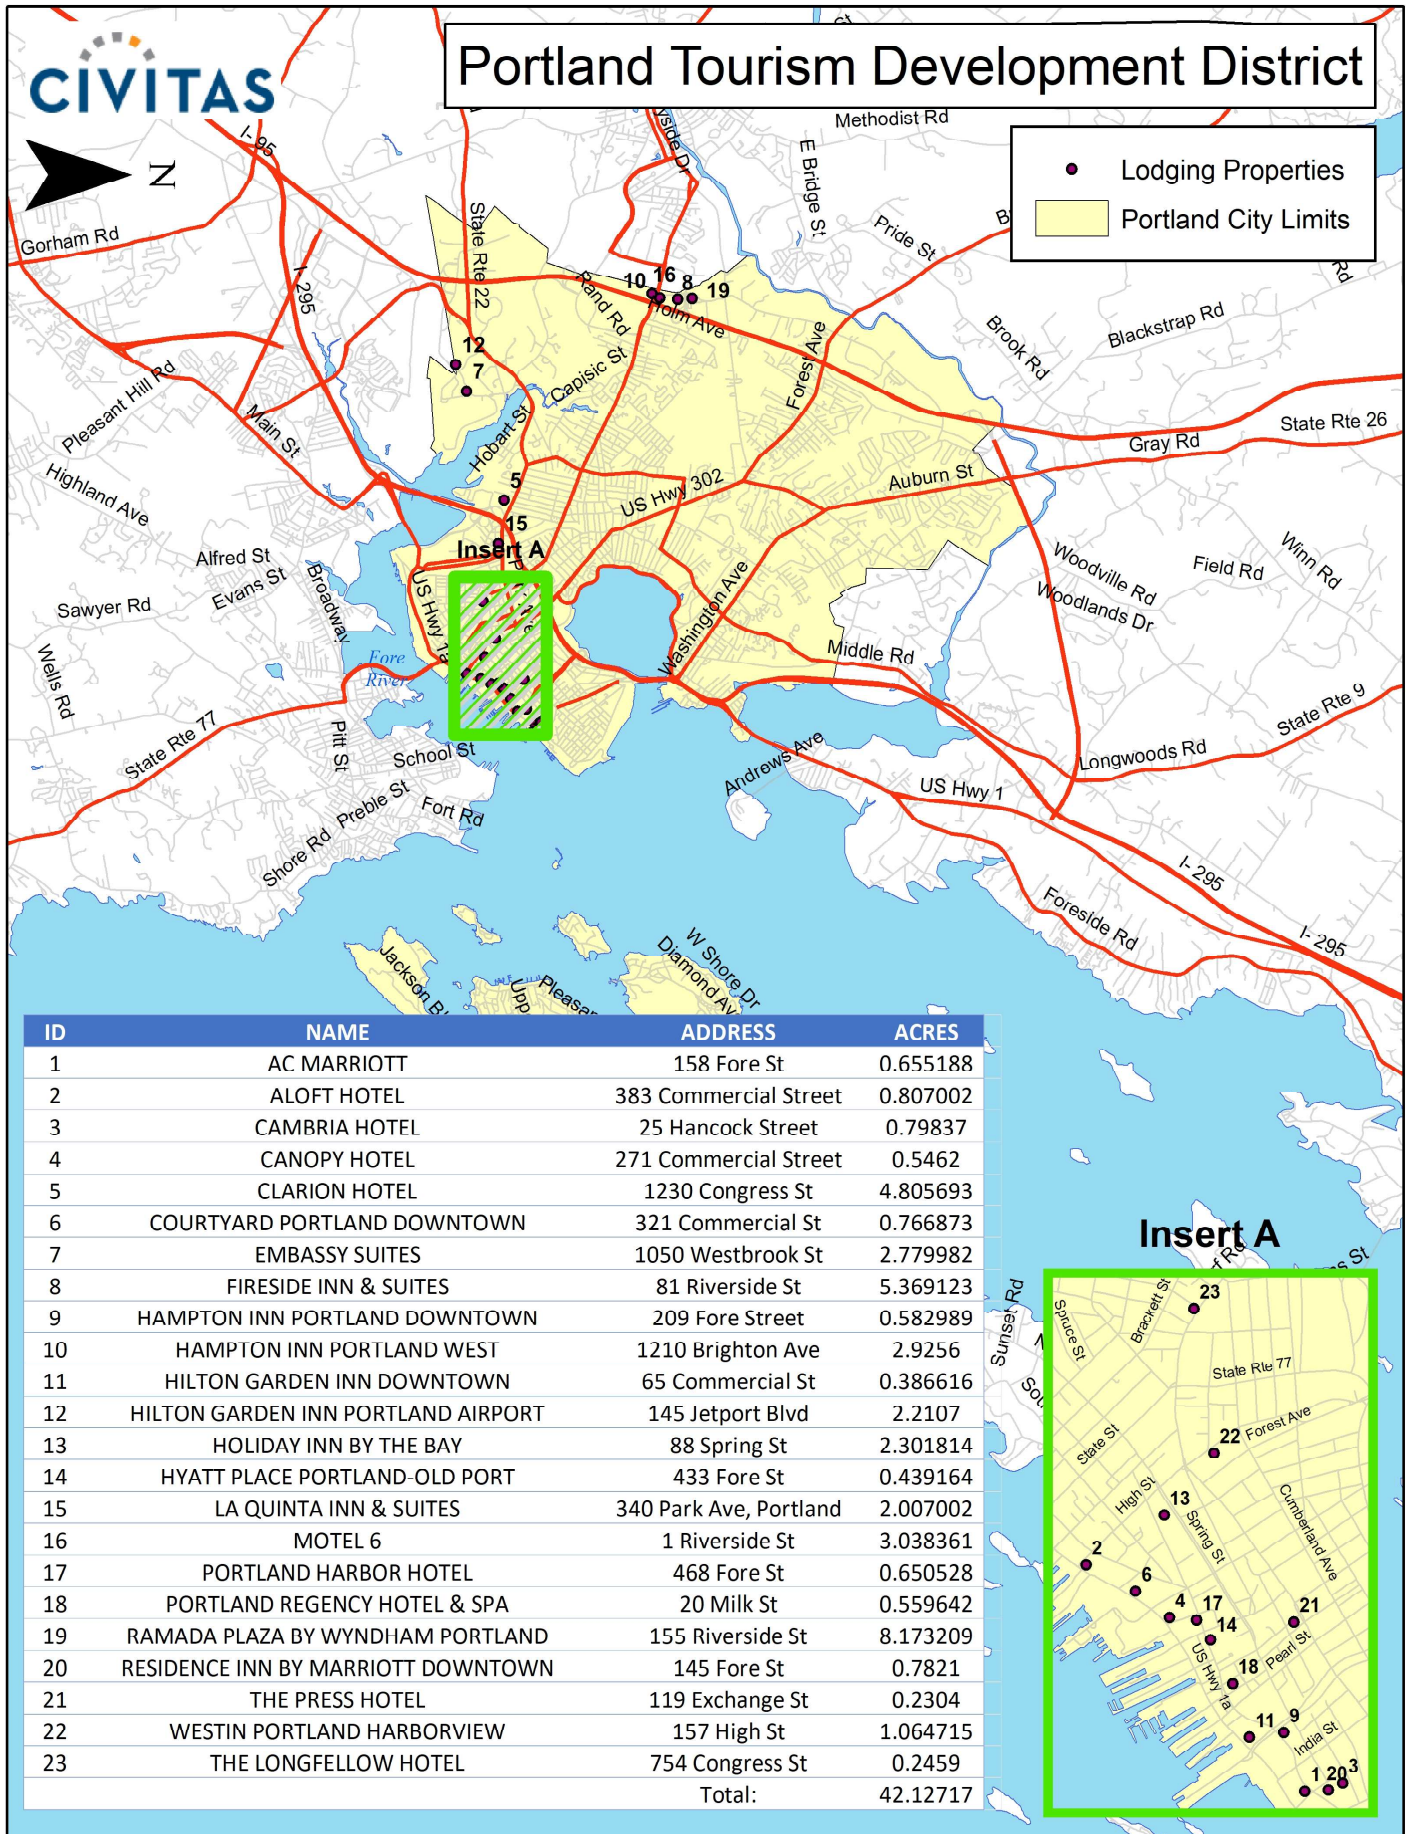 CIVITAS
Portland Tourism Development District
N
Lodging Properties
Portland City Limits
Methodist Rd
E Bridge St
Pride St
I-95
Gorham Rd
State Rte 22
I 295
10 16 8 19
Rand Rd
Holm Ave
Forest Ave
Brook Rd
Blackstrap Rd
12
7
Capisic St
Pleasant Hill Rd
Main St
Hobart St
State Rte 26
Gray Rd
Highland Ave
5
US Hwy 302
Auburn St
15
Insert A
Alfred St
Evans St
Sawyer Rd
Broadway
US Hwy 1a
Washington Ave
Woodville Rd
Woodlands Dr
Field Rd
Winn Rd
Wells Rd
Fore
River
Middle Rd
State Rte 9
State Rte 77
Pitt St
School St
Preble St
Fort Rd
Shore Rd
Andrews Ave
Longwoods Rd
US Hwy 1
I- 295
Foreside Rd
I- 295
W Shore Dr
Diamond Av
Jackson B
Upp
Pleasa
ID NAME ADDRESS ACRES
1 AC MARRIOTT 158 Fore St 0.655188
2 ALOFT HOTEL 383 Commercial Street 0.807002
3 CAMBRIA HOTEL 25 Hancock Street 0.79837
4 CANOPY HOTEL 271 Commercial Street 0.5462
5 CLARION HOTEL 1230 Congress St 4.805693
6 COURTYARD PORTLAND DOWNTOWN 321 Commercial St 0.766873
7 EMBASSY SUITES 1050 Westbrook St 2.779982
8 FIRESIDE INN & SUITES 81 Riverside St 5.369123
9 HAMPTON INN PORTLAND DOWNTOWN 209 Fore Street 0.582989
10 HAMPTON INN PORTLAND WEST 1210 Brighton Ave 2.9256
11 HILTON GARDEN INN DOWNTOWN 65 Commercial St 0.386616
12 HILTON GARDEN INN PORTLAND AIRPORT 145 Jetport Blvd 2.2107
13 HOLIDAY INN BY THE BAY 88 Spring St 2.301814
14 HYATT PLACE PORTLAND-OLD PORT 433 Fore St 0.439164
15 LA QUINTA INN & SUITES 340 Park Ave, Portland 2.007002
16 MOTEL 6 1 Riverside St 3.038361
17 PORTLAND HARBOR HOTEL 468 Fore St 0.650528
18 PORTLAND REGENCY HOTEL & SPA 20 Milk St 0.559642
19 RAMADA PLAZA BY WYNDHAM PORTLAND 155 Riverside St 8.173209
20 RESIDENCE INN BY MARRIOTT DOWNTOWN 145 Fore St 0.7821
21 THE PRESS HOTEL 119 Exchange St 0.2304
22 WESTIN PORTLAND HARBORVIEW 157 High St 1.064715
23 THE LONGFELLOW HOTEL 754 Congress St 0.2459
Total: 42.12717
Sunset Rd
Insert A
23
Spruce St
Brackett St
State Rte 77
22
Forest Ave
State St
High St
13
Spring St
Cumberland Ave
2
6
4
17
14
21
US Hwy 1a
Pearl St
18
11
9
India St
1 20 3